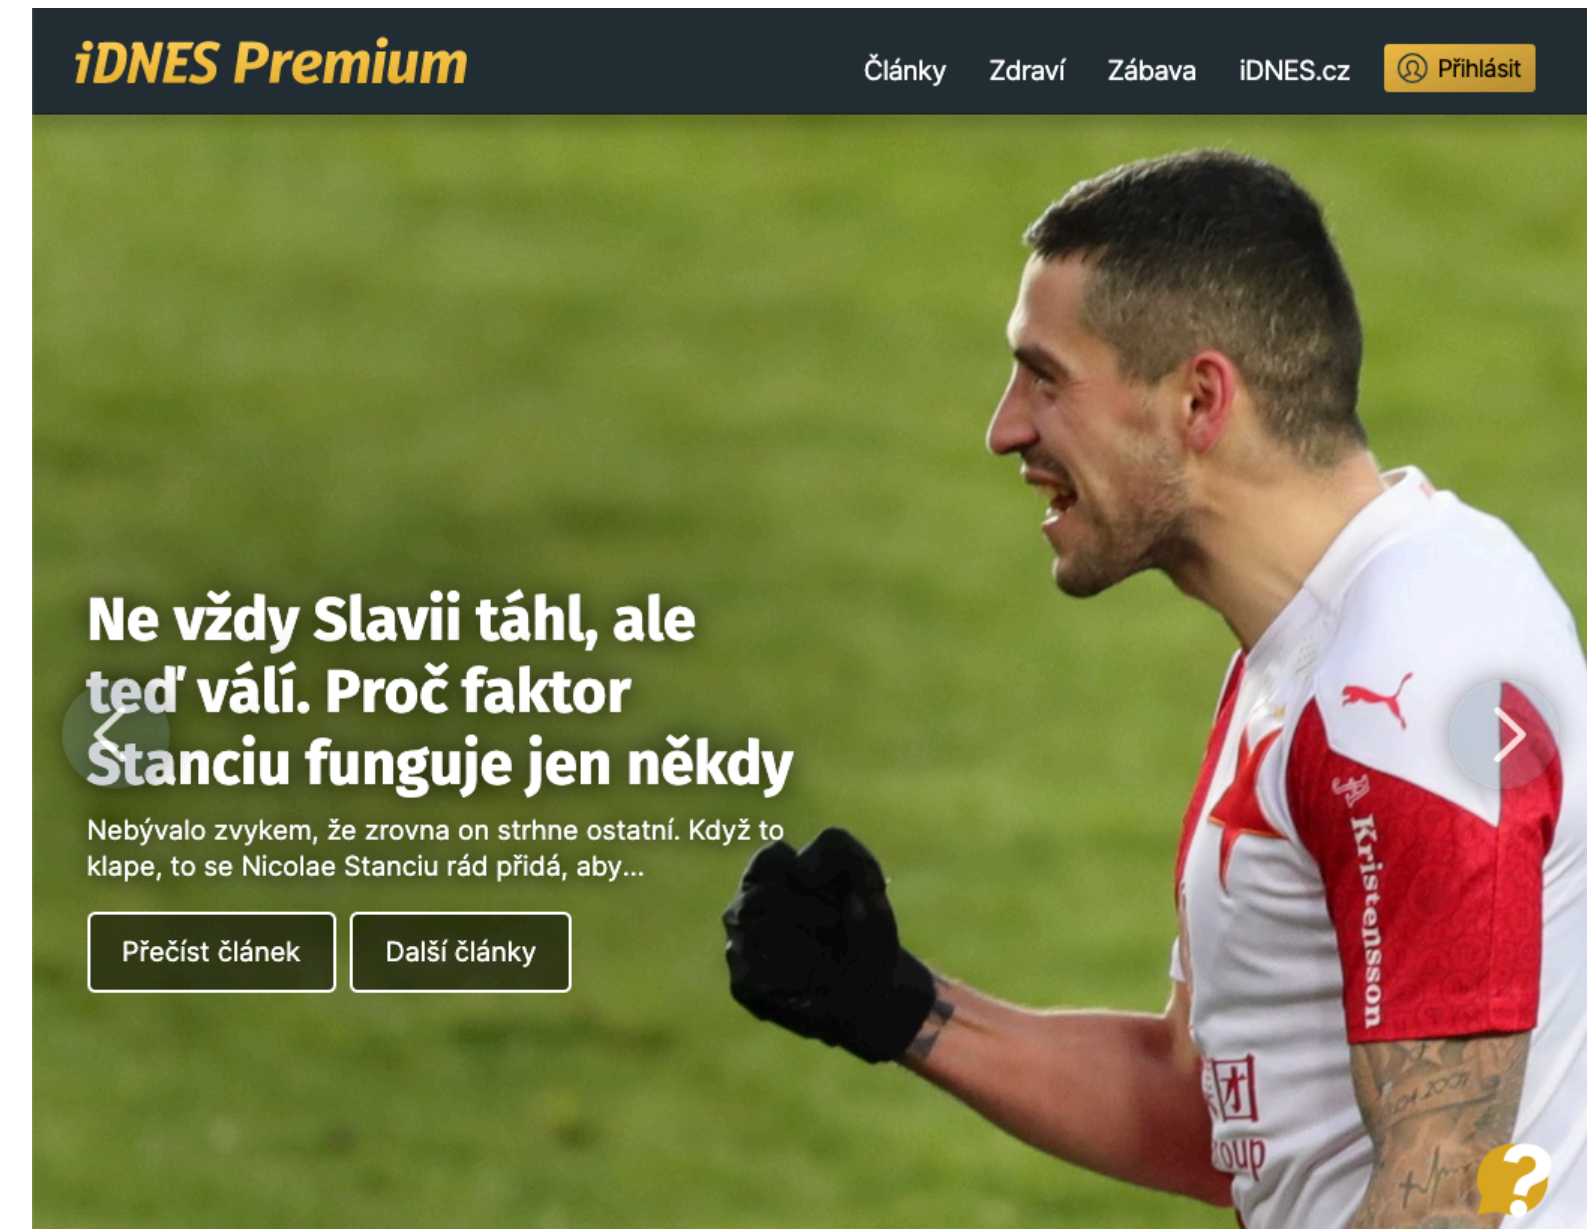 iDNES Premium
Články Zdraví Zábava iDNES.cz Přihlásit
Ne vždy Slavii táhl, ale
teď válí. Proč faktor
Stanciu funguje jen někdy
Nebývalo zvykem, že zrovna on strhne ostatní. Když to
klape, to se Nicolae Stanciu rád přidá, aby...
Přečíst článek Další články
Kristensson
团
oup
?